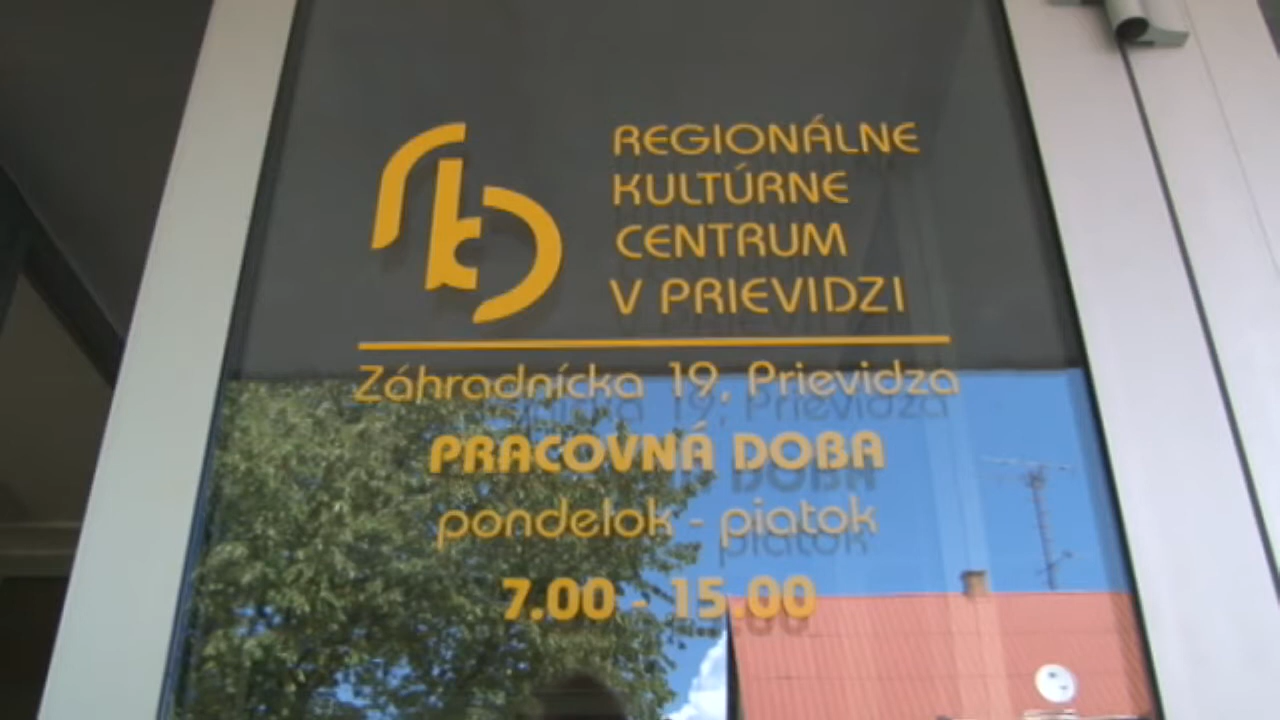 REGIONÁLNE
KULTÚRNE
CENTRUM
V PRIEVIDZI
Záhradnícka 19, Prievidza
PRACOVNÁ DOBA
pondelok - piatok
7.00 - 15.00